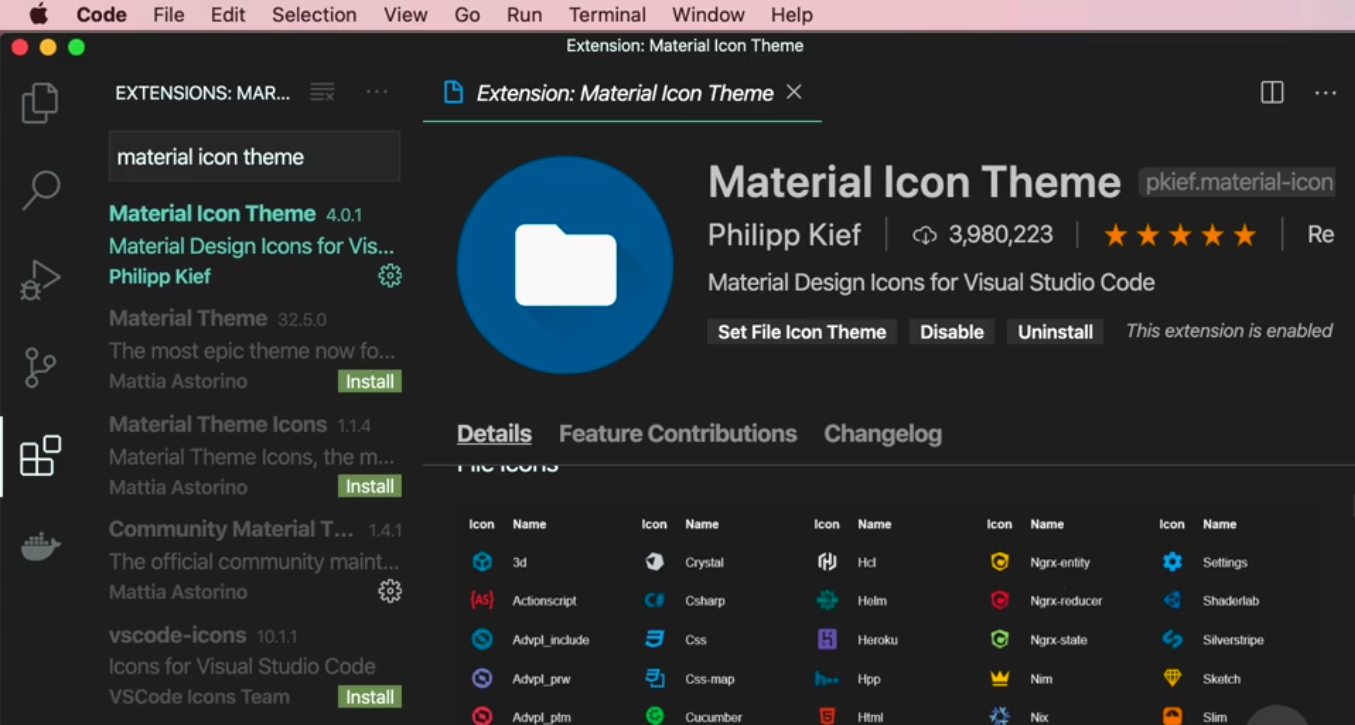 Code File Edit Selection View Go Run Terminal Window Help
Extension: Material Icon Theme
EXTENSIONS: MAR...
material icon theme
Material Icon Theme 4.0.1
Material Design Icons for Vis...
Philipp Kief
Material Theme 32.5.0
The most epic theme now fo...
Mattia Astorino Install
Material Theme Icons 1.1.4
Material Theme Icons, the m...
Mattia Astorino Install
Community Material T... 1.4.1
The official community maint...
Mattia Astorino
vscode-icons 10.1.1
Icons for Visual Studio Code
VSCode Icons Team Install
Extension: Material Icon Theme
Material Icon Theme pkief.material-icon
Philipp Kief 3,980,223 Re
Material Design Icons for Visual Studio Code
Set File Icon Theme Disable Uninstall This extension is enabled
Details Feature Contributions Changelog
File icons
Icon Name Icon Name Icon Name Icon Name Icon Name
3d Crystal Hcl Ngrx-entity Settings
Actionscript Csharp Helm Ngrx-reducer Shaderlab
Advpl_include Css Heroku Ngrx-state Silverstripe
Advpl_prw Css-map Hpp Nim Sketch
Advpl_ptm Cucumber Html Nix Slim